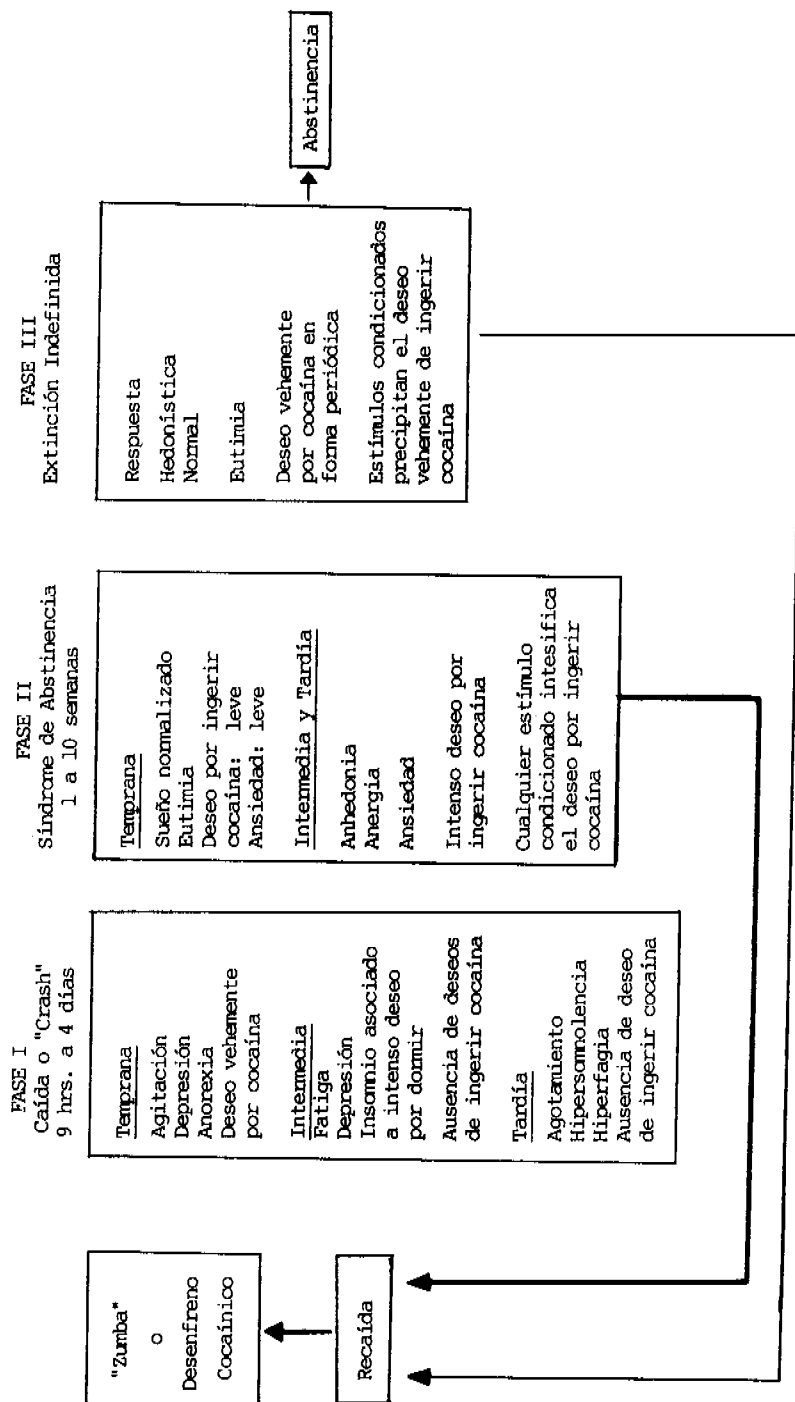 "Zumba"
o
Desenfreno
Cocaínico
Recaída
FASE I
Caída o "Crash"
9 hrs. a 4 días
Temprana
Agitación
Depresión
Anorexia
Deseo vehemente
por cocaína
Intermedia
Fatiga
Depresión
Insomnio asociado
a intenso deseo
por dormir
Ausencia de deseos
de ingerir cocaína
Tardía
Agotamiento
Hipersomnolencia
Hiperfagia
Ausencia de deseo
de ingerir cocaína
FASE II
Síndrome de Abstinencia
1 a 10 semanas
Temprana
Sueño normalizado
Eutimia
Deseo por ingerir
cocaína: leve
Ansiedad: leve
Intermedia y Tardía
Anhedonia
Anergia
Ansiedad
Intenso deseo por
ingerir cocaína
Cualquier estímulo
condicionado intesifica
el deseo por ingerir
cocaína
FASE III
Extinción Indefinida
Respuesta
Hedonística
Normal
Eutimia
Deseo vehemente
por cocaína en
forma periódica
Estímulos condicionados
precipitan el deseo
vehemente de ingerir
cocaína
Abstinencia